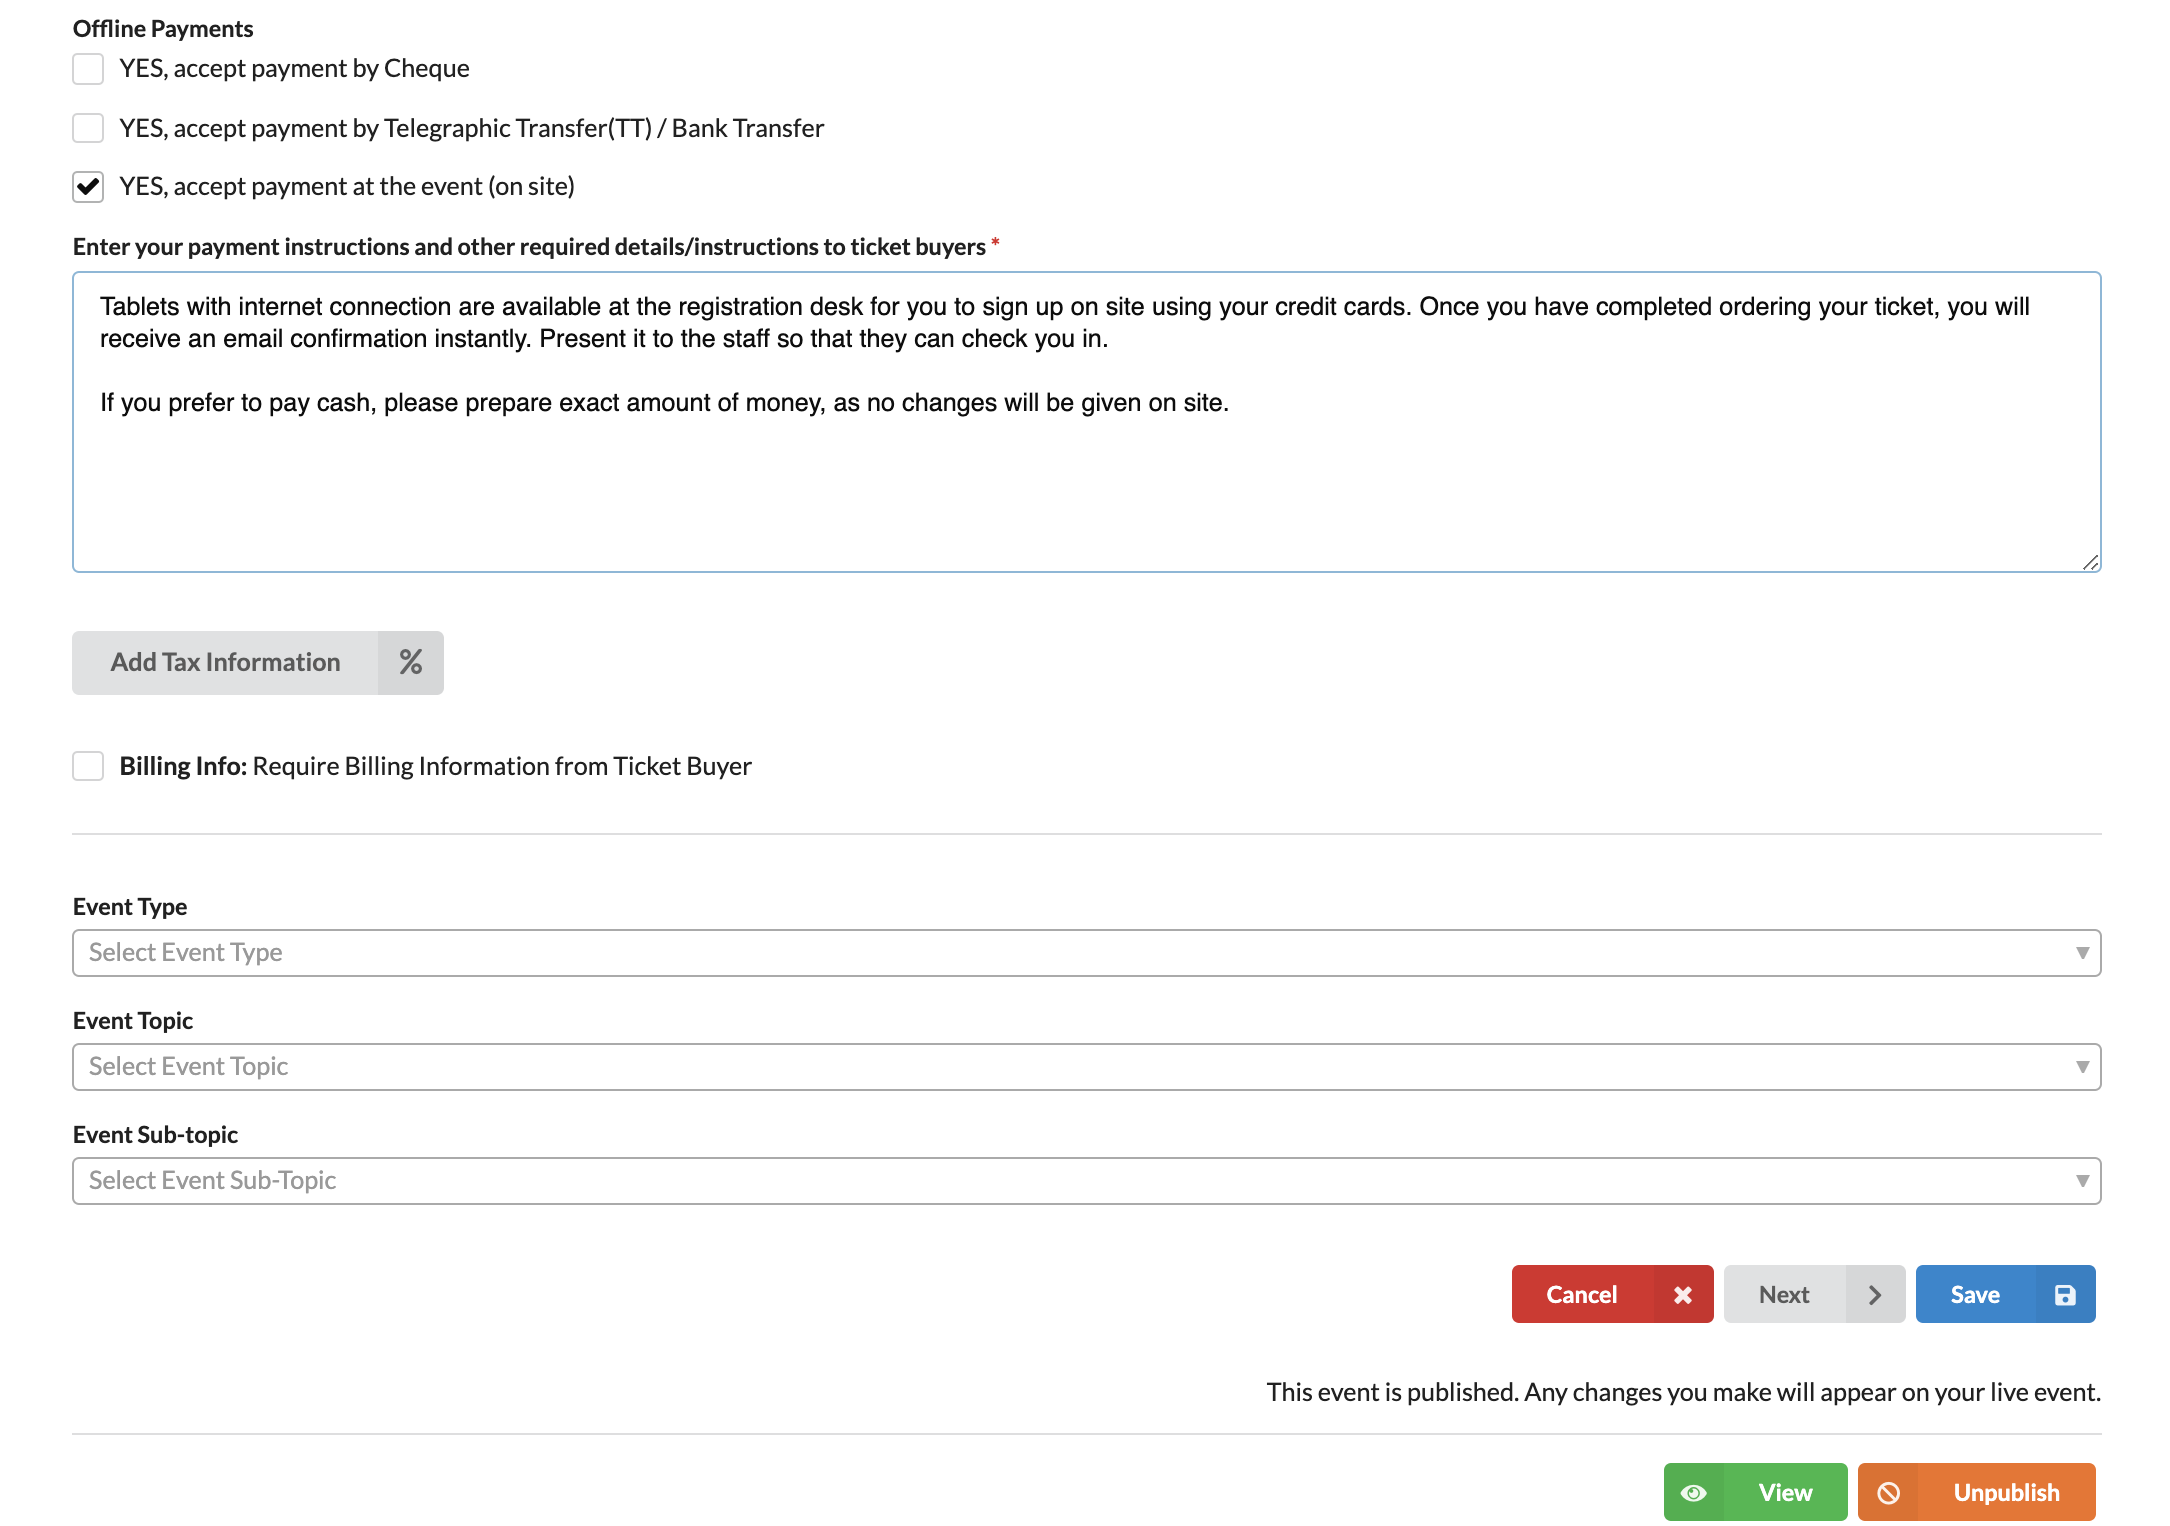 Offline Payments
YES, accept payment by Cheque
YES, accept payment by Telegraphic Transfer(TT) / Bank Transfer
YES, accept payment at the event (on site)
Enter your payment instructions and other required details/instructions to ticket buyers *
Tablets with internet connection are available at the registration desk for you to sign up on site using your credit cards. Once you have completed ordering your ticket, you will
receive an email confirmation instantly. Present it to the staff so that they can check you in.
If you prefer to pay cash, please prepare exact amount of money, as no changes will be given on site.
Add Tax Information %
Billing Info: Require Billing Information from Ticket Buyer
Event Type
Select Event Type
Event Topic
Select Event Topic
Event Sub-topic
Select Event Sub-Topic
Cancel Next Save
This event is published. Any changes you make will appear on your live event.
View Unpublish